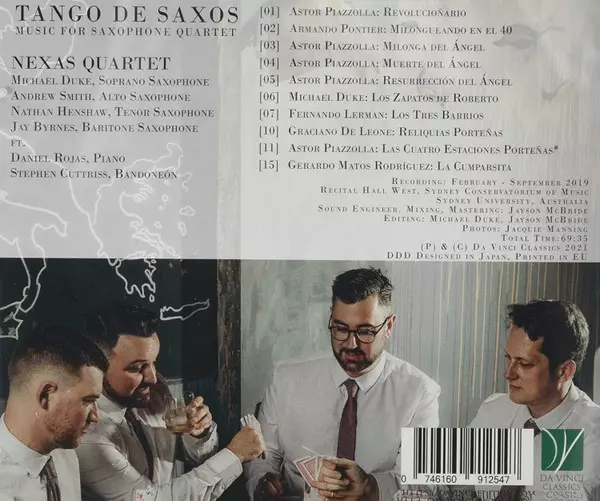 TANGO DE SAXOS
MUSIC FOR SAXOPHONE QUARTET
NEXAS QUARTET
MICHAEL DUKE, SOPRANO SAXOPHONE
ANDREW SMITH, ALTO SAXOPHONE
NATHAN HENSHAW, TENOR SAXOPHONE
JAY BYRNES, BARITONE SAXOPHONE
FT.
DANIEL ROJAS, PIANO
STEPHEN CUTTRISS, BANDONEÓN
[01] ASTOR PIAZZOLLA: REVOLUCIOÑARIO
[02] ARMANDO PONTIER: MILONGUEANDO EN EL 40
[03] ASTOR PIAZZOLLA: MILONGA DEL ÁNGEL
[04] ASTOR PIAZZOLLA; MUERTE DEL ÁNGEL
[05] ASTOR PIAZZOLLA: RESURRECCIÓN DEL ÁNGEL
[06] MICHAEL DUKE: LOS ZAPATOS DE ROBERTO
[07] FERNANDO LERMAN: LOS TRES BARRIOS
[10] GRACIANO DE LEONE: RELIQUIAS PORTEÑAS
[11] ASTOR PIAZZOLLA: LAS CUATRO ESTACIONES PORTEÑAS*
[15] GERARDO MATOS RODRÍGUEZ: LA CUMPARSITA
RECORDING: FEBRUARY - SEPTEMBER 2019
RECITAL HALL WEST, SYDNEY CONSERVATORIUM OF MUSIC
SYDNEY UNIVERSITY, AUSTRALIA
SOUND ENGINEER, MIXING, MASTERING: JAYSON MCBRIDE
EDITING: MICHAEL DUKE, JAYSON MCBRIDE
PHOTOS: JACQUIE MANNING
TOTAL TIME:69:35
(P) & (C) DA VINCI CLASSICS 2021
DDD DESIGNED IN JAPAN, PRINTED IN EU
0 746160 912547
DA VINCI
CLASSICS